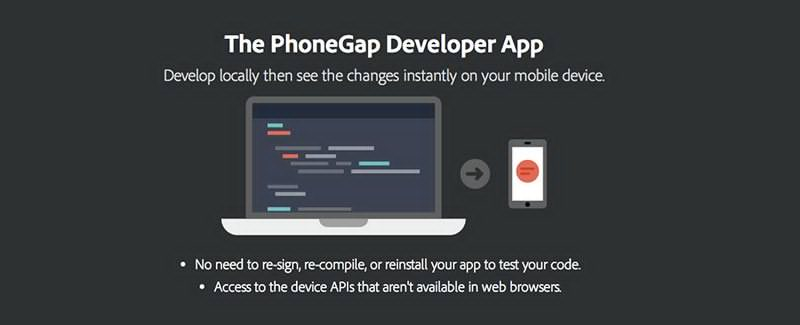 The PhoneGap Developer App
Develop locally then see the changes instantly on your mobile device.
• No need to re-sign, re-compile, or reinstall your app to test your code.
• Access to the device APIs that aren't available in web browsers.